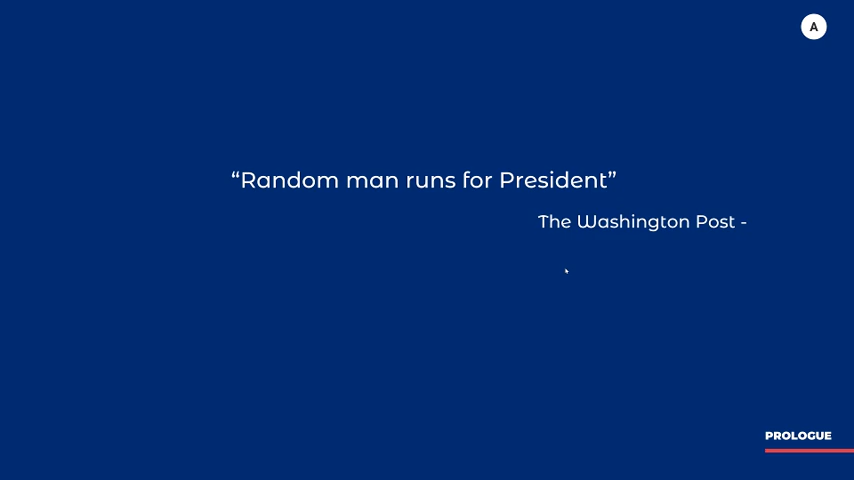 A
“Random man runs for President”
The Washington Post -
PROLOGUE